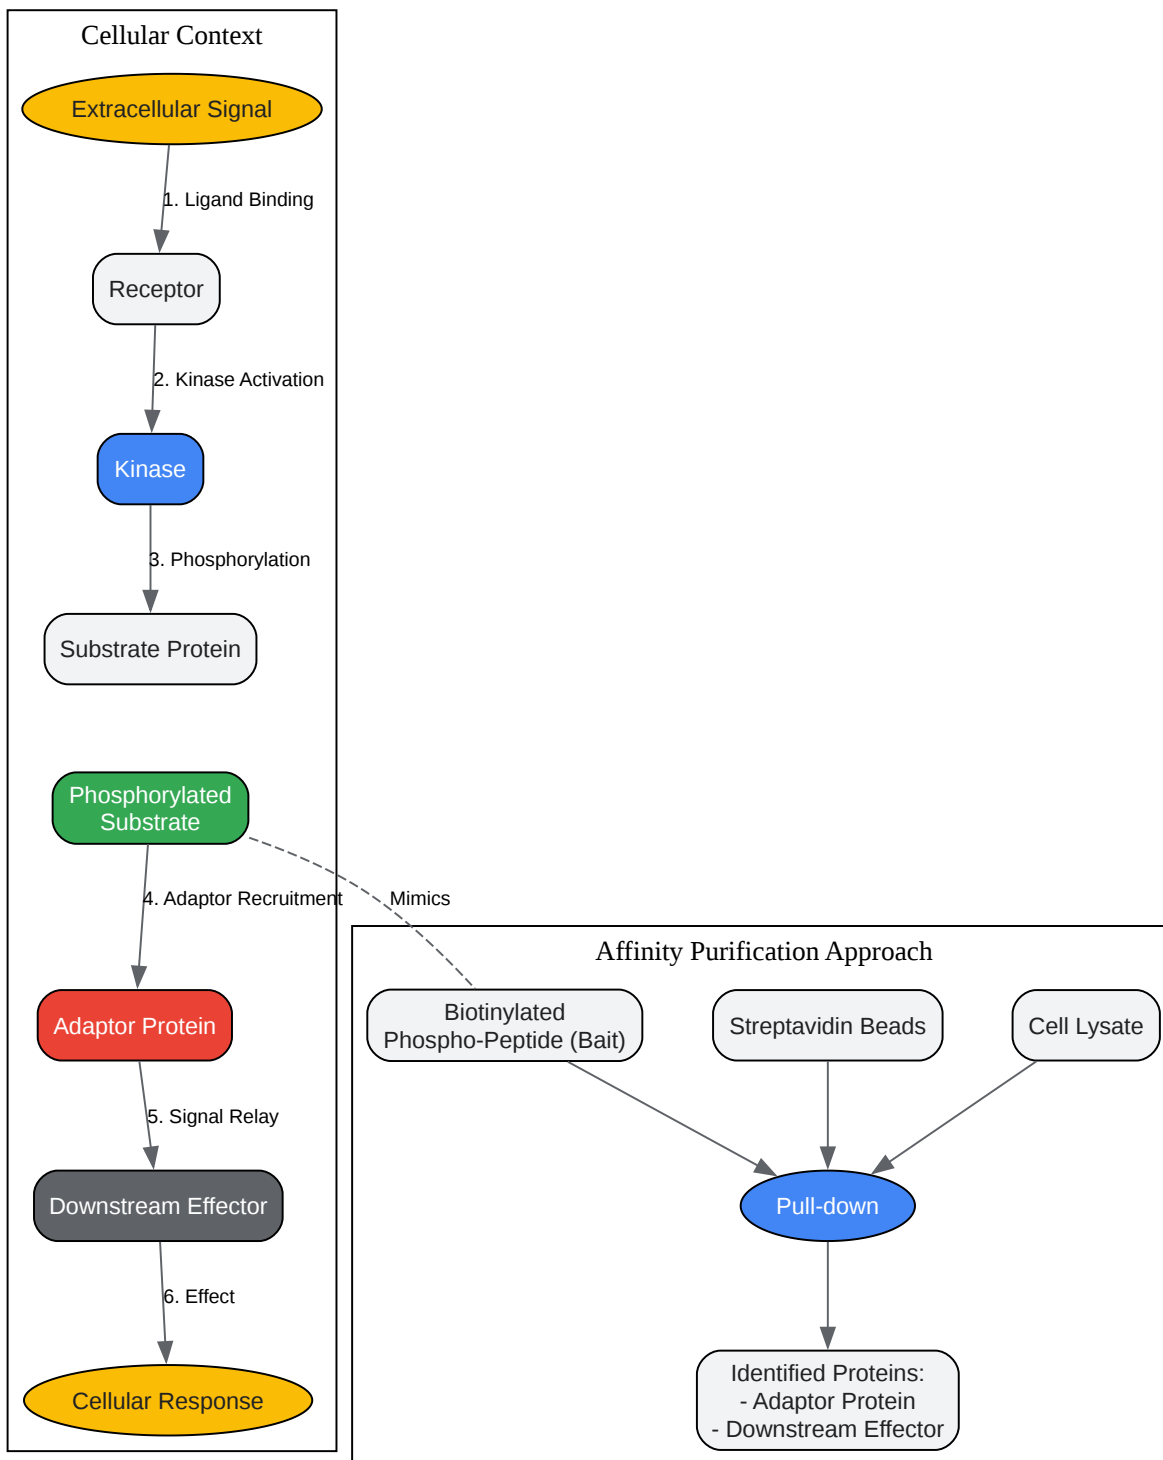 Cellular Context
Extracellular Signal
1. Ligand Binding
Receptor
2. Kinase Activation
Kinase
3. Phosphorylation
Substrate Protein
Phosphorylated
Substrate
4. Adaptor Recruitment
Mimics
Adaptor Protein
5. Signal Relay
Downstream Effector
6. Effect
Cellular Response
Affinity Purification Approach
Biotinylated
Phospho-Peptide (Bait)
Streptavidin Beads
Cell Lysate
Pull-down
Identified Proteins:
- Adaptor Protein
- Downstream Effector